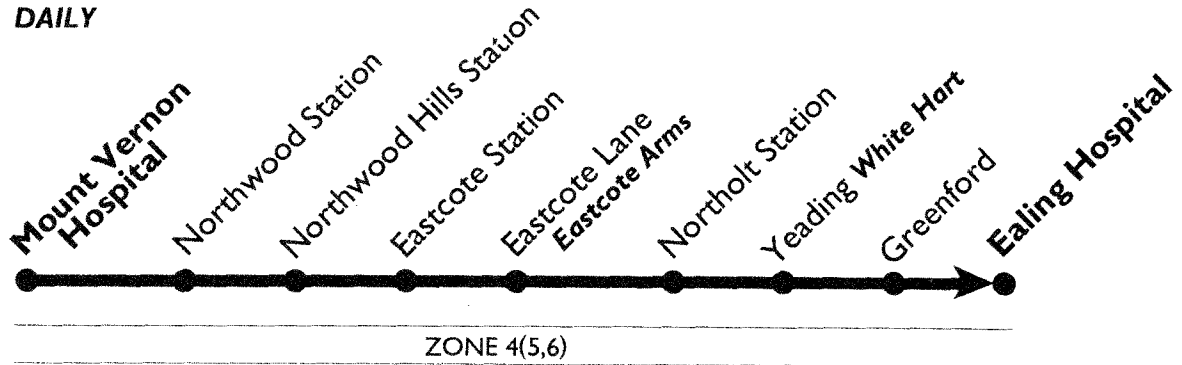 DAILY
Mount Vernon
Hospital
Northwood Station
Northwood Hills Station
Eastcote Station
Eastcote Lane
Eastcote Arms
Northolt Station
Yeading White Hart
Greenford
Ealing Hospital
ZONE 4(5,6)